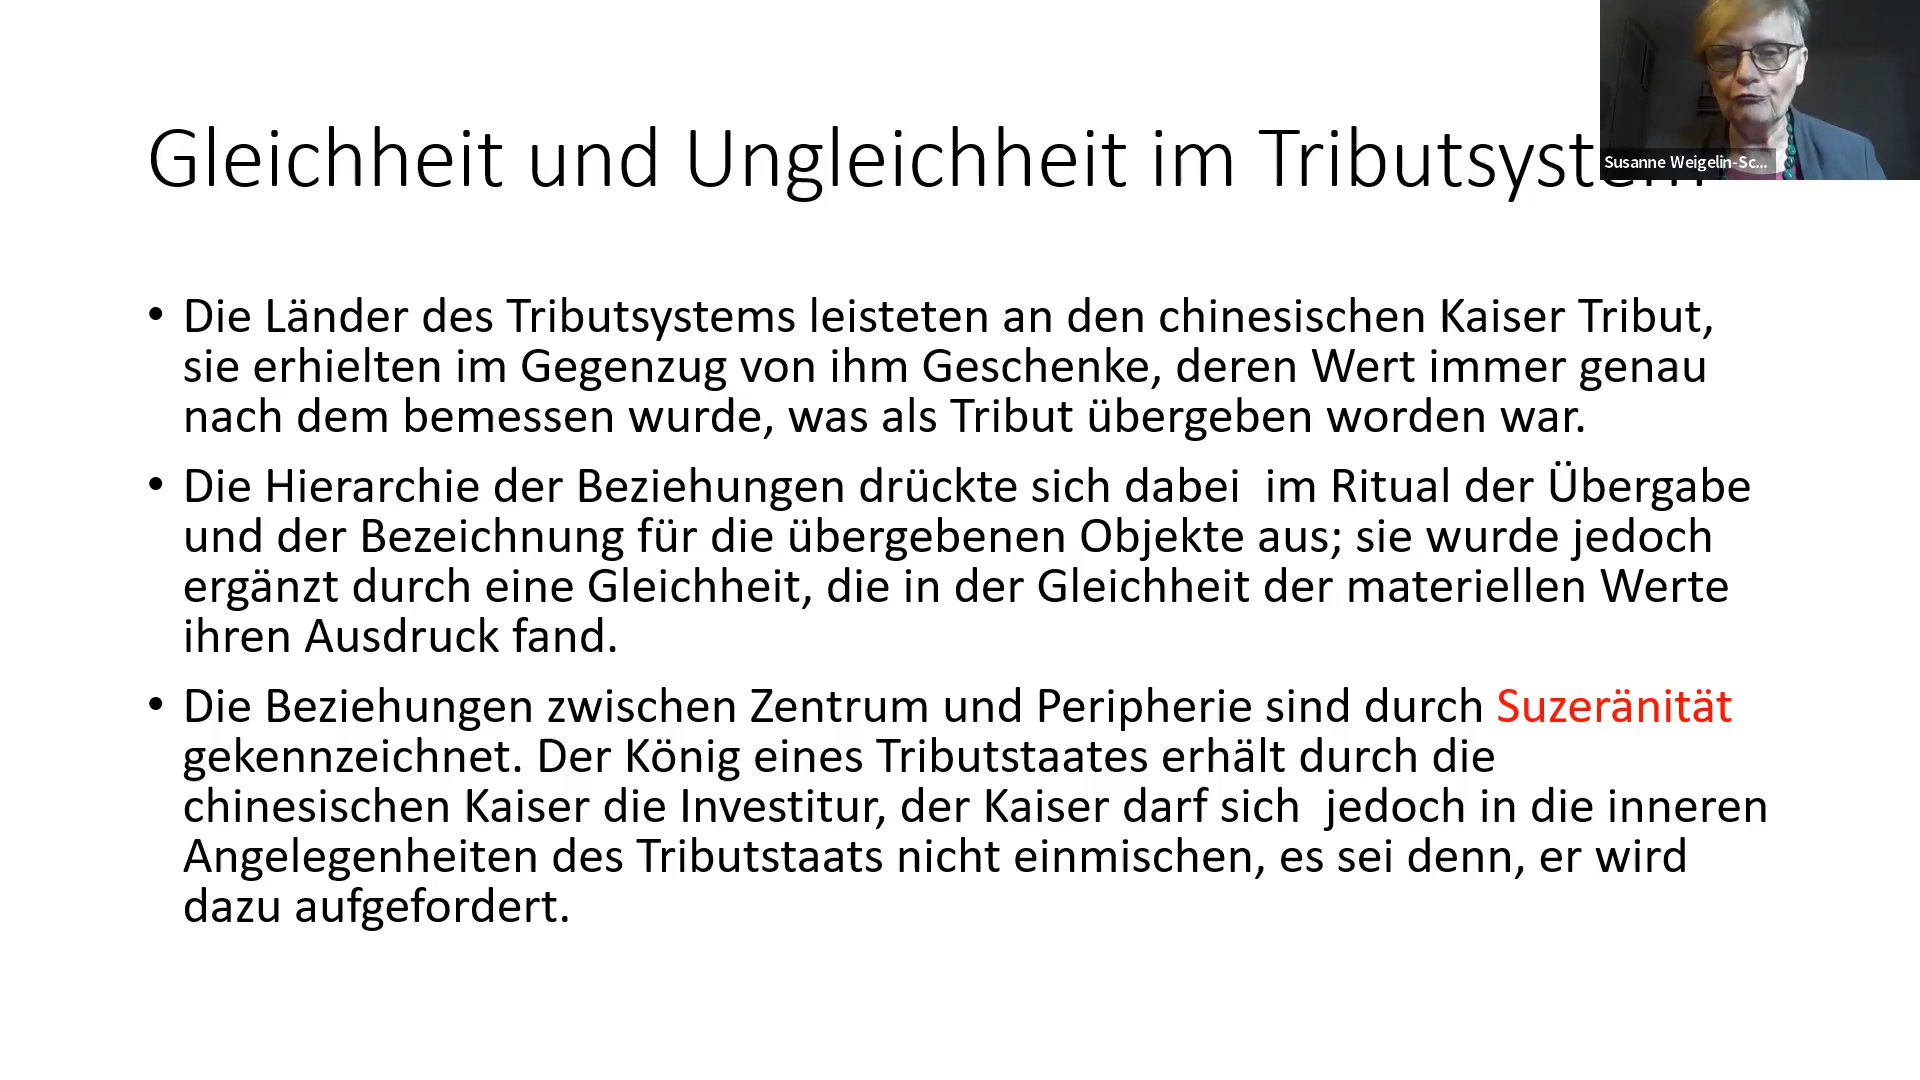 Gleichheit und Ungleichheit im Tributsystem
Susanne Weigelin-Sc...
• Die Länder des Tributsystems leisteten an den chinesischen Kaiser Tribut,
sie erhielten im Gegenzug von ihm Geschenke, deren Wert immer genau
nach dem bemessen wurde, was als Tribut übergeben worden war.
• Die Hierarchie der Beziehungen drückte sich dabei  im Ritual der Übergabe
und der Bezeichnung für die übergebenen Objekte aus; sie wurde jedoch
ergänzt durch eine Gleichheit, die in der Gleichheit der materiellen Werte
ihren Ausdruck fand.
• Die Beziehungen zwischen Zentrum und Peripherie sind durch Suzeränität
gekennzeichnet. Der König eines Tributstaates erhält durch die
chinesischen Kaiser die Investitur, der Kaiser darf sich  jedoch in die inneren
Angelegenheiten des Tributstaats nicht einmischen, es sei denn, er wird
dazu aufgefordert.